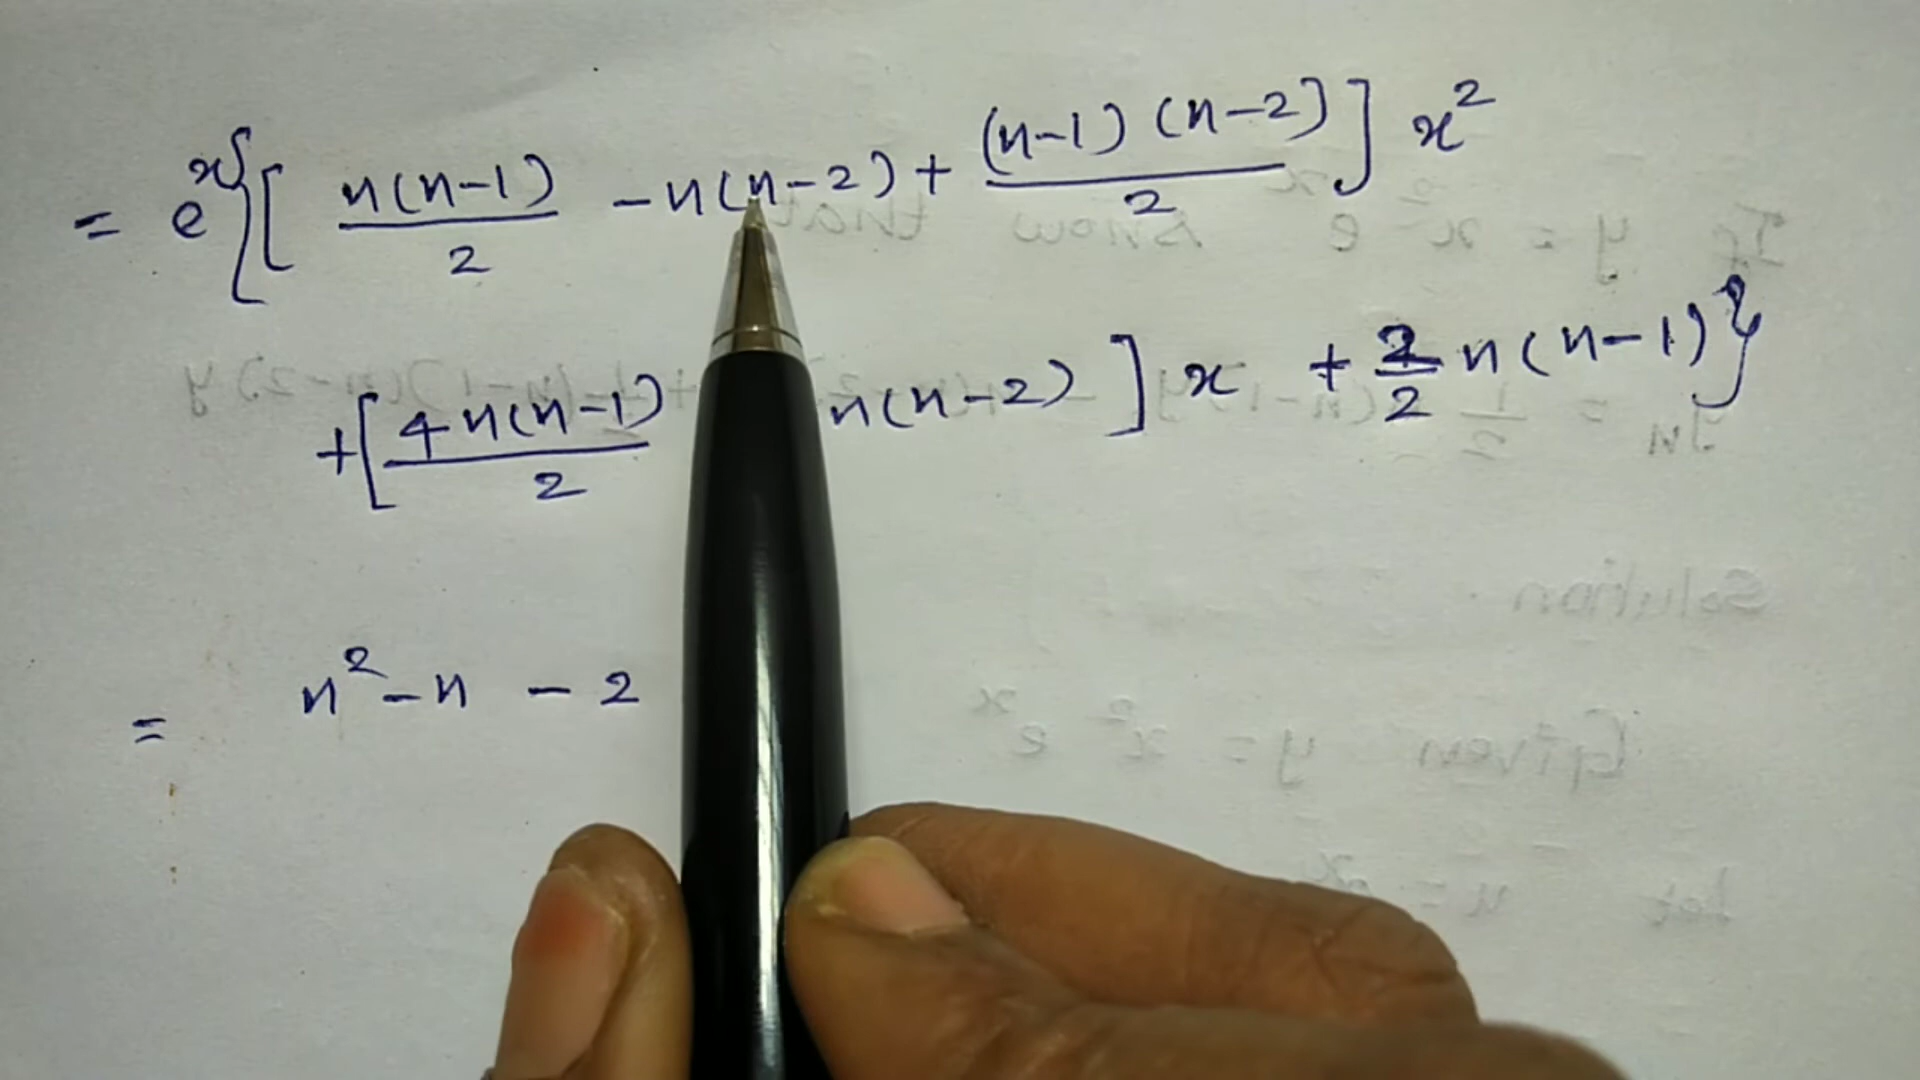 = e^x { [ n(n-1)/2 - n(n-2) + (n-1)(n-2)/2 ] x^2
+ [ 4n(n-1)/2 n(n-2) ] x + 2/2 n(n-1) }
= n^2 - n - 2